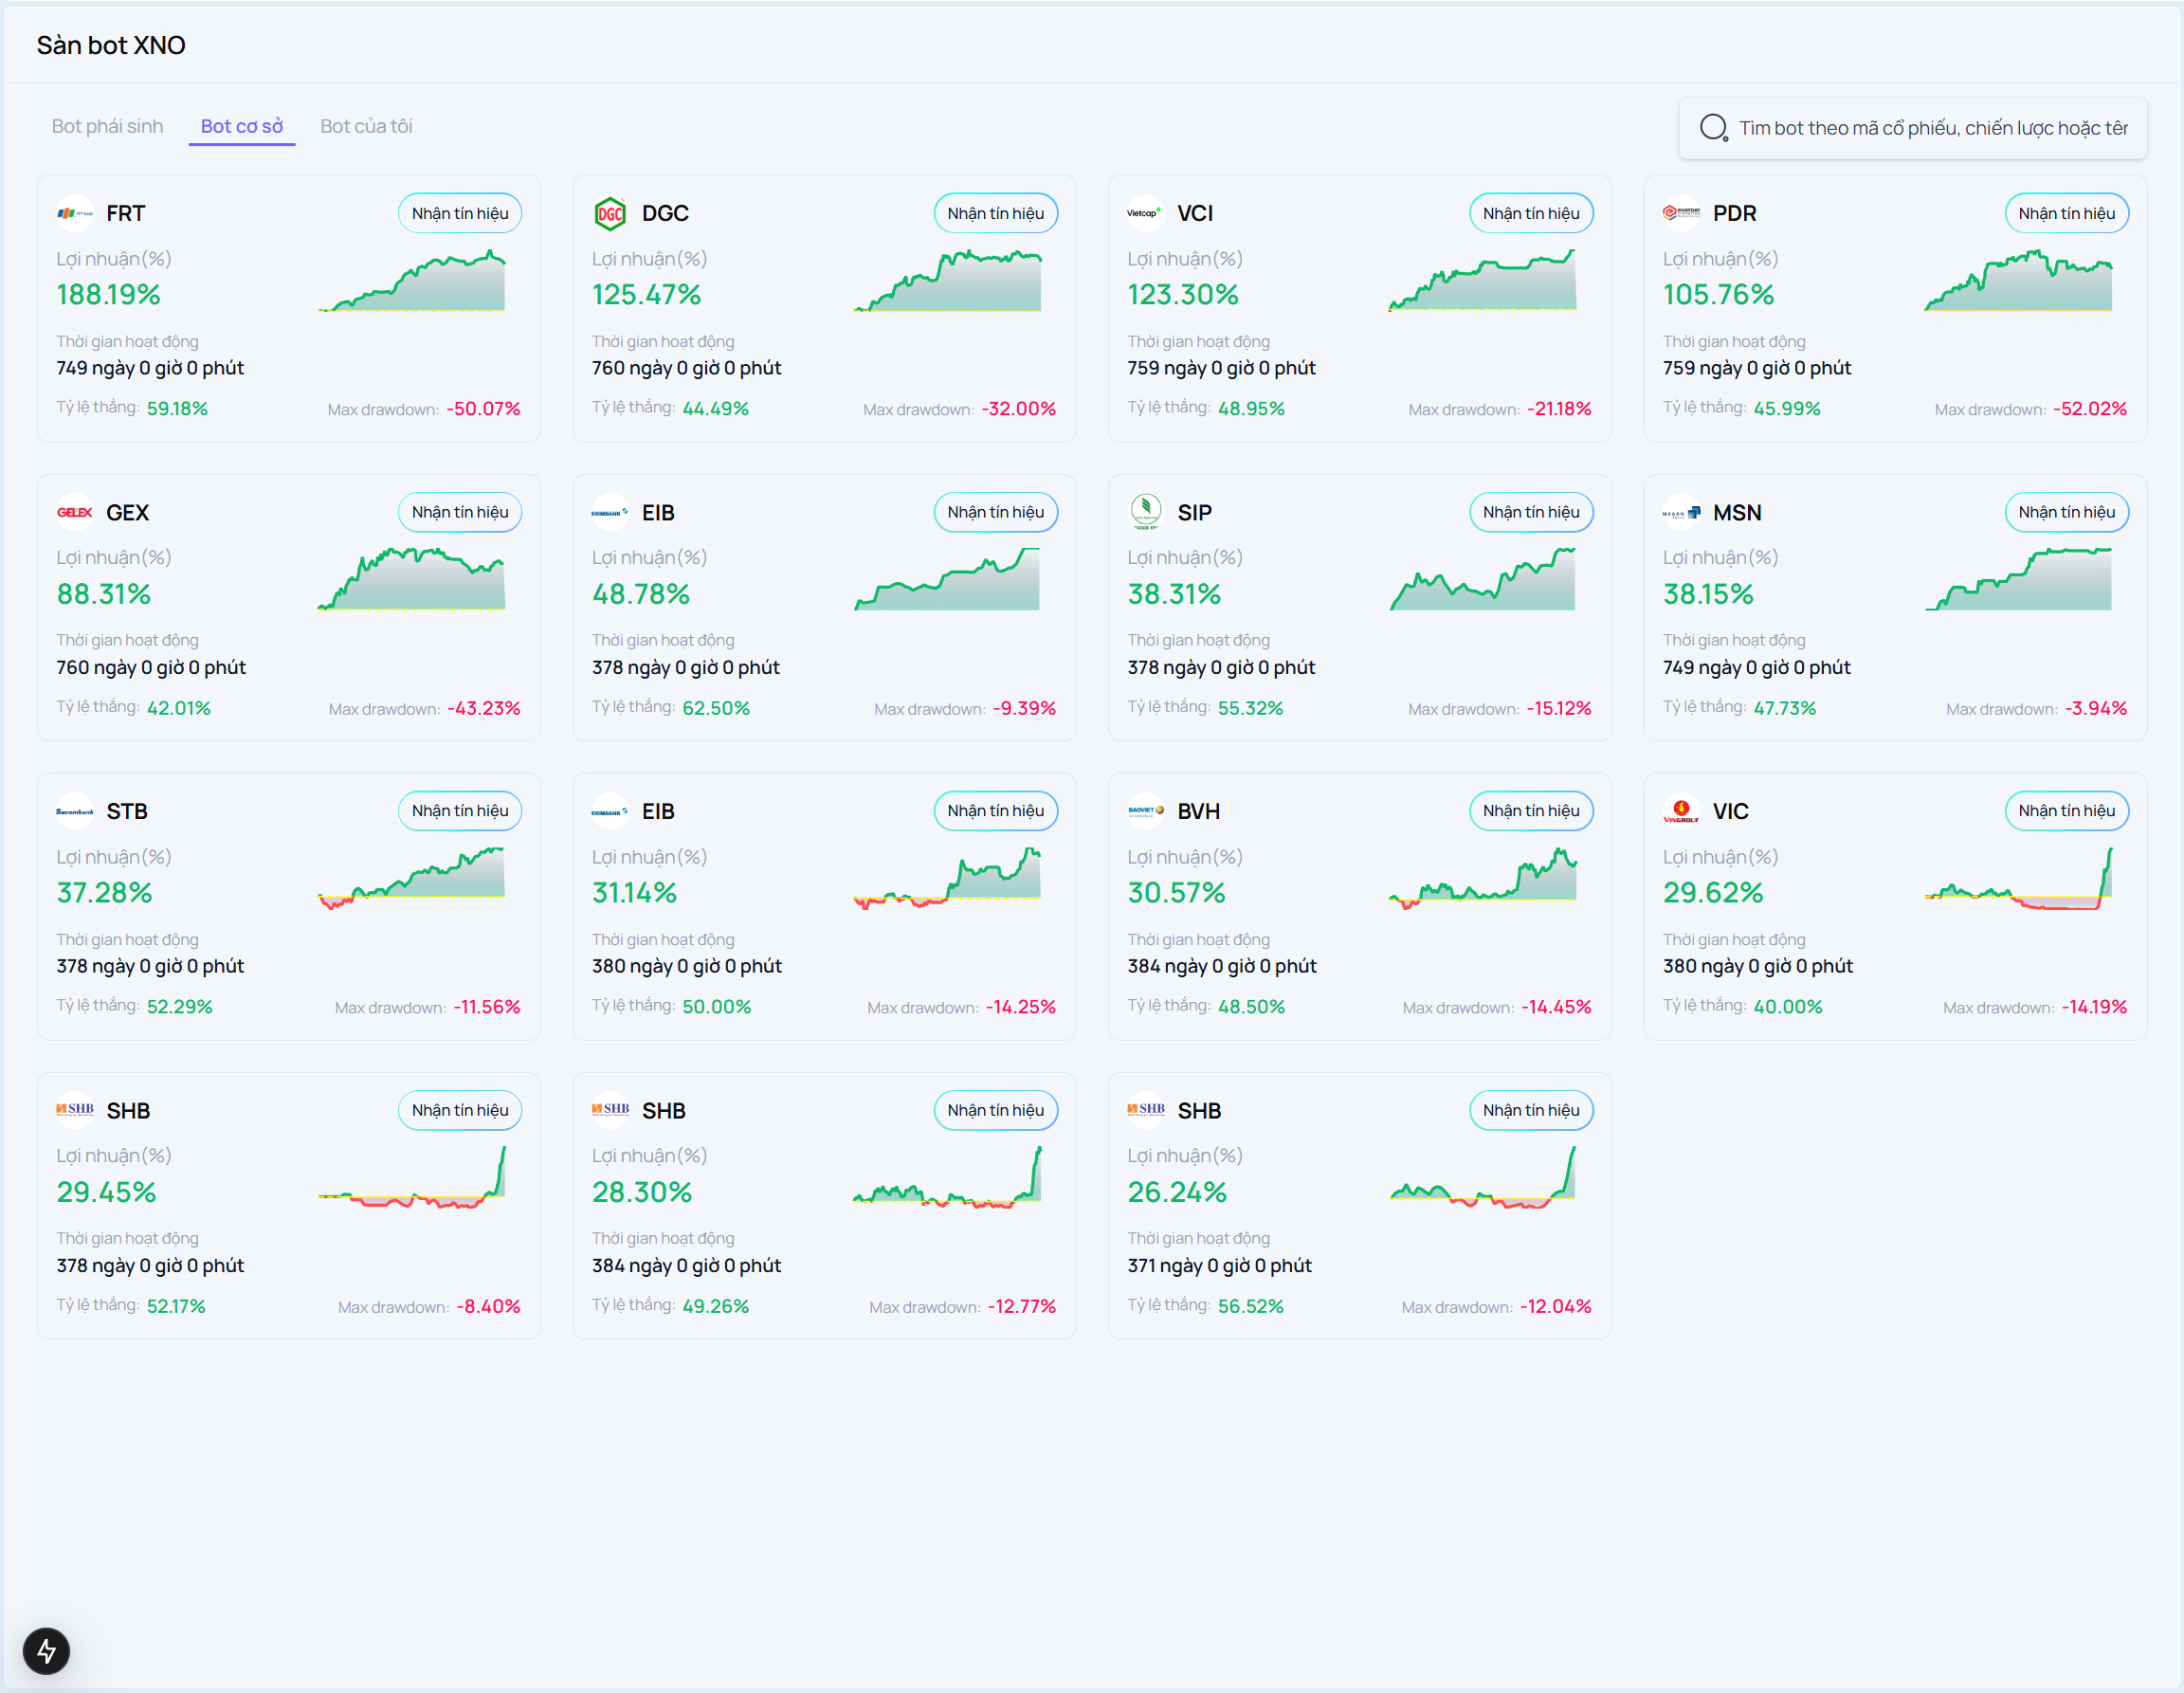 Sàn bot XNO
Bot phái sinh Bot cơ sở Bot của tôi
Tìm bot theo mã cổ phiếu, chiến lược hoặc têr
FRT Nhận tín hiệu
Lợi nhuận(%)
188.19%
Thời gian hoạt động
749 ngày 0 giờ 0 phút
Tỷ lệ thắng: 59.18% Max drawdown: -50.07%
DGC DGC Nhận tín hiệu
Lợi nhuận(%)
125.47%
Thời gian hoạt động
760 ngày 0 giờ 0 phút
Tỷ lệ thắng: 44.49% Max drawdown: -32.00%
Vietcap VCI Nhận tín hiệu
Lợi nhuận(%)
123.30%
Thời gian hoạt động
759 ngày 0 giờ 0 phút
Tỷ lệ thắng: 48.95% Max drawdown: -21.18%
PDR Nhận tín hiệu
Lợi nhuận(%)
105.76%
Thời gian hoạt động
759 ngày 0 giờ 0 phút
Tỷ lệ thắng: 45.99% Max drawdown: -52.02%
GELEX GEX Nhận tín hiệu
Lợi nhuận(%)
88.31%
Thời gian hoạt động
760 ngày 0 giờ 0 phút
Tỷ lệ thắng: 42.01% Max drawdown: -43.23%
EXIMBANK EIB Nhận tín hiệu
Lợi nhuận(%)
48.78%
Thời gian hoạt động
378 ngày 0 giờ 0 phút
Tỷ lệ thắng: 62.50% Max drawdown: -9.39%
SIP Nhận tín hiệu
Lợi nhuận(%)
38.31%
Thời gian hoạt động
378 ngày 0 giờ 0 phút
Tỷ lệ thắng: 55.32% Max drawdown: -15.12%
MASAN MSN Nhận tín hiệu
Lợi nhuận(%)
38.15%
Thời gian hoạt động
749 ngày 0 giờ 0 phút
Tỷ lệ thắng: 47.73% Max drawdown: -3.94%
Sacombank STB Nhận tín hiệu
Lợi nhuận(%)
37.28%
Thời gian hoạt động
378 ngày 0 giờ 0 phút
Tỷ lệ thắng: 52.29% Max drawdown: -11.56%
EXIMBANK EIB Nhận tín hiệu
Lợi nhuận(%)
31.14%
Thời gian hoạt động
380 ngày 0 giờ 0 phút
Tỷ lệ thắng: 50.00% Max drawdown: -14.25%
BAOVIET BVH Nhận tín hiệu
Lợi nhuận(%)
30.57%
Thời gian hoạt động
384 ngày 0 giờ 0 phút
Tỷ lệ thắng: 48.50% Max drawdown: -14.45%
VINGROUP VIC Nhận tín hiệu
Lợi nhuận(%)
29.62%
Thời gian hoạt động
380 ngày 0 giờ 0 phút
Tỷ lệ thắng: 40.00% Max drawdown: -14.19%
SHB SHB Nhận tín hiệu
Lợi nhuận(%)
29.45%
Thời gian hoạt động
378 ngày 0 giờ 0 phút
Tỷ lệ thắng: 52.17% Max drawdown: -8.40%
SHB SHB Nhận tín hiệu
Lợi nhuận(%)
28.30%
Thời gian hoạt động
384 ngày 0 giờ 0 phút
Tỷ lệ thắng: 49.26% Max drawdown: -12.77%
SHB SHB Nhận tín hiệu
Lợi nhuận(%)
26.24%
Thời gian hoạt động
371 ngày 0 giờ 0 phút
Tỷ lệ thắng: 56.52% Max drawdown: -12.04%